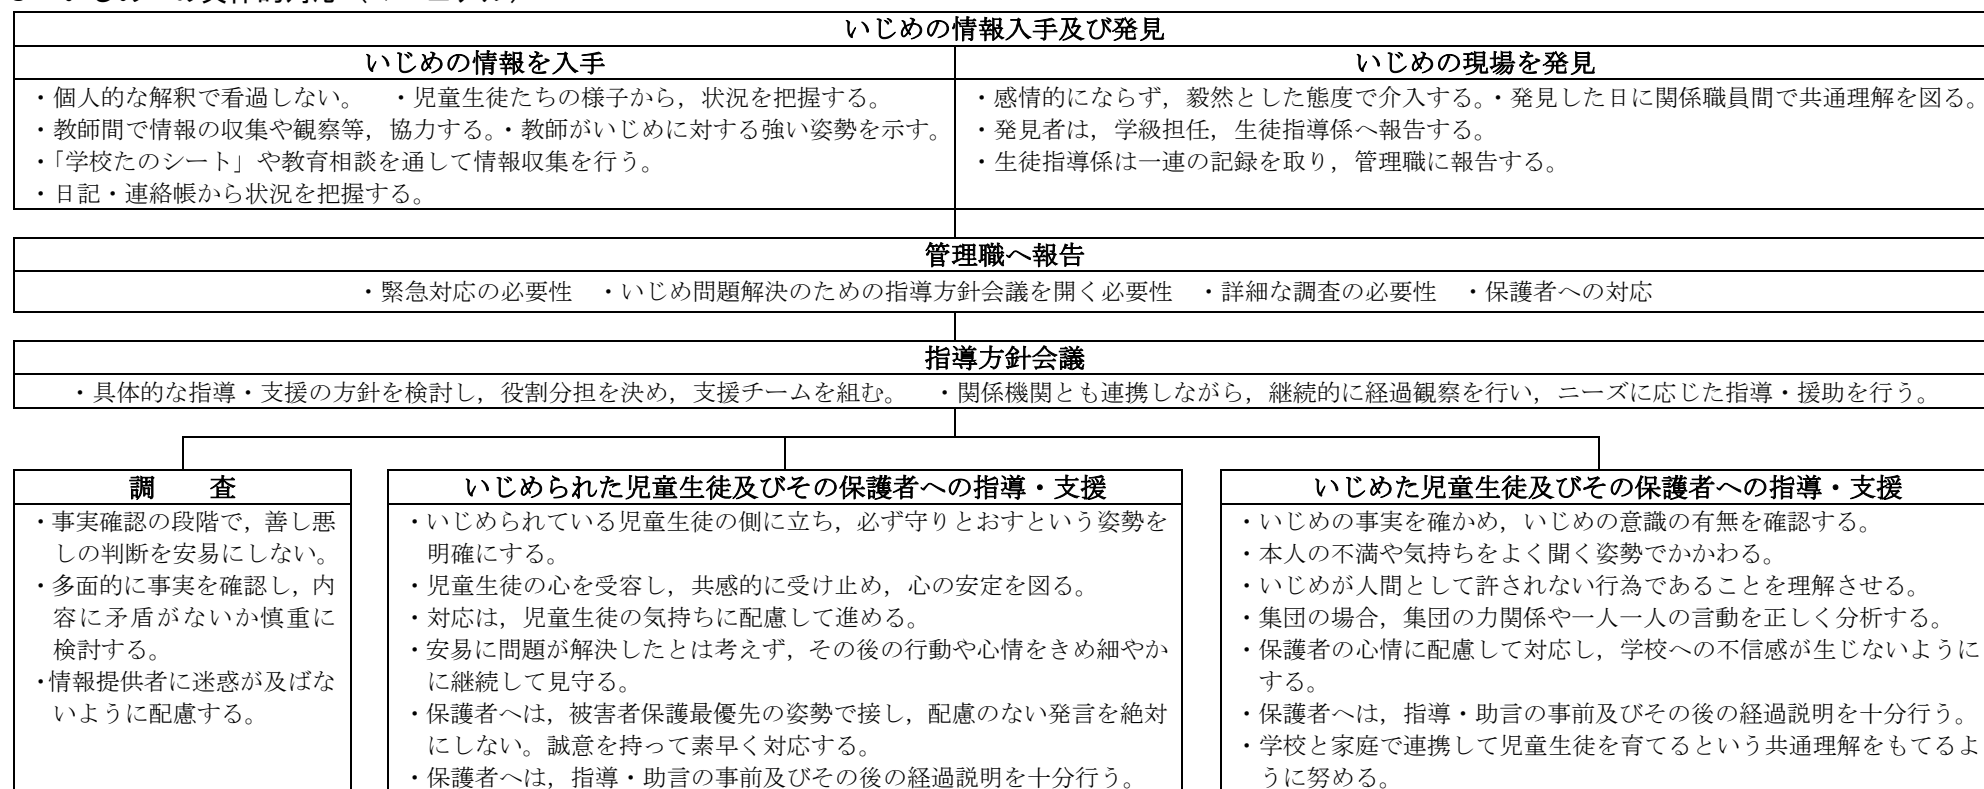 いじめの情報入手及び発見
いじめの情報を入手
・個人的な解釈で看過しない。　・児童生徒たちの様子から，状況を把握する。
・教師間で情報の収集や観察等，協力する。・教師がいじめに対する強い姿勢を示す。
・「学校たのシート」や教育相談を通して情報収集を行う。
・日記・連絡帳から状況を把握する。
いじめの現場を発見
・感情的にならず，毅然とした態度で介入する。・発見した日に関係職員間で共通理解を図る。
・発見者は，学級担任，生徒指導係へ報告する。
・生徒指導係は一連の記録を取り，管理職に報告する。
管理職へ報告
・緊急対応の必要性　・いじめ問題解決のための指導方針会議を開く必要性　・詳細な調査の必要性　・保護者への対応
指導方針会議
・具体的な指導・支援の方針を検討し，役割分担を決め，支援チームを組む。　・関係機関とも連携しながら，継続的に経過観察を行い，ニーズに応じた指導・援助を行う。
調　　査
・事実確認の段階で，善し悪
しの判断を安易にしない。
・多面的に事実を確認し，内
容に矛盾がないか慎重に
検討する。
・情報提供者に迷惑が及ばな
いように配慮する。
いじめられた児童生徒及びその保護者への指導・支援
・いじめられている児童生徒の側に立ち，必ず守りとおすという姿勢を
明確にする。
・児童生徒の心を受容し，共感的に受け止め，心の安定を図る。
・対応は，児童生徒の気持ちに配慮して進める。
・安易に問題が解決したとは考えず，その後の行動や心情をきめ細やか
に継続して見守る。
・保護者へは，被害者保護最優先の姿勢で接し，配慮のない発言を絶対
にしない。誠意を持って素早く対応する。
・保護者へは，指導・助言の事前及びその後の経過説明を十分行う。
いじめた児童生徒及びその保護者への指導・支援
・いじめの事実を確かめ，いじめの意識の有無を確認する。
・本人の不満や気持ちをよく聞く姿勢でかかわる。
・いじめが人間として許されない行為であることを理解させる。
・集団の場合，集団の力関係や一人一人の言動を正しく分析する。
・保護者の心情に配慮して対応し，学校への不信感が生じないように
する。
・保護者へは，指導・助言の事前及びその後の経過説明を十分行う。
・学校と家庭で連携して児童生徒を育てるという共通理解をもてるよ
うに努める。